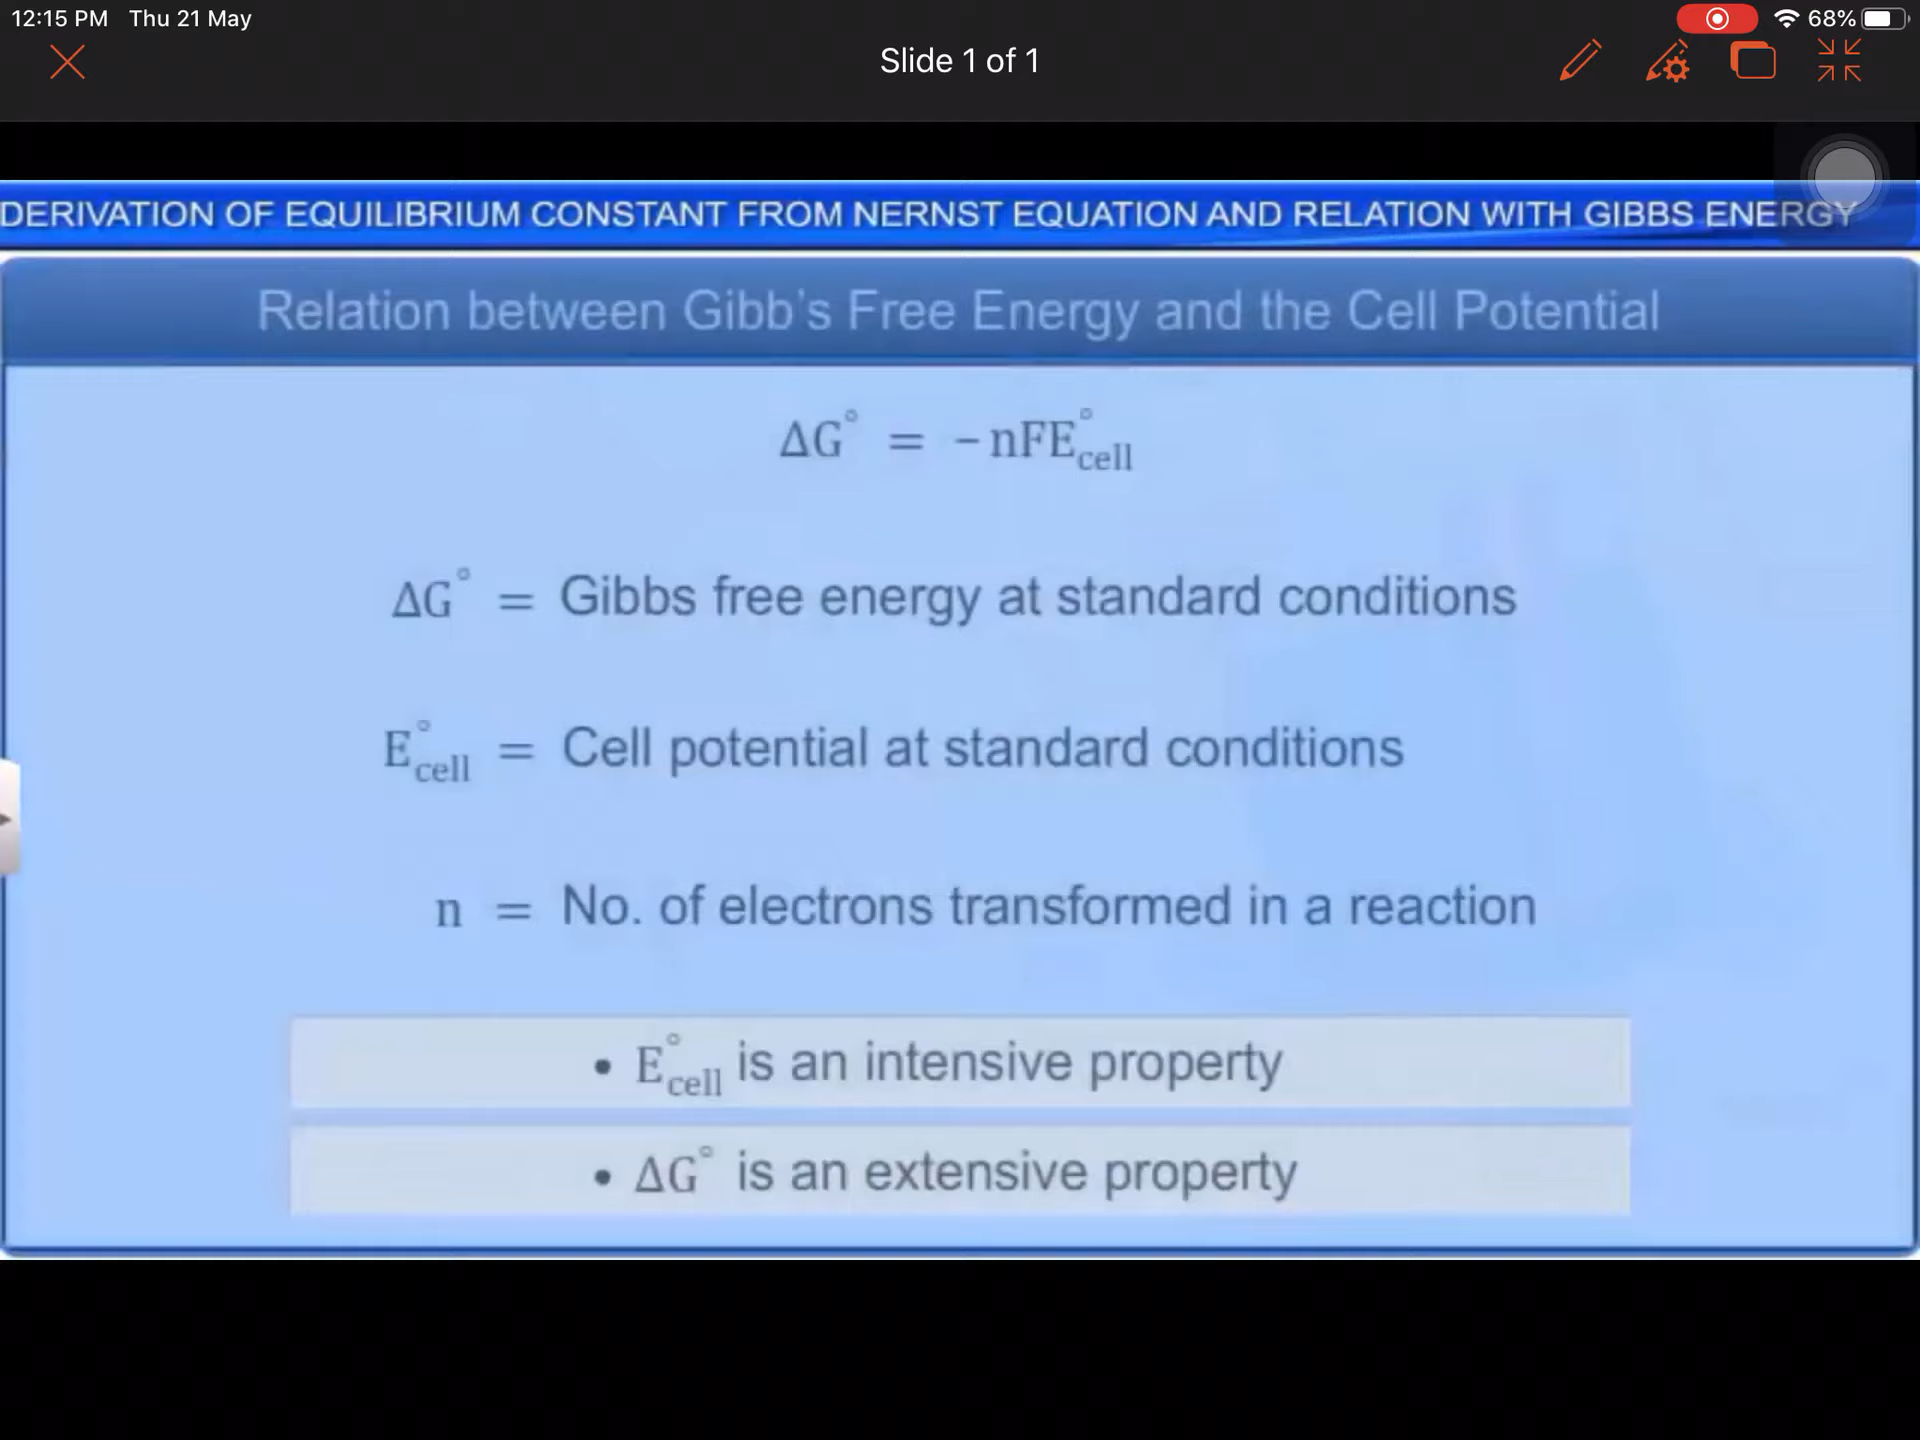 12:15 PM Thu 21 May
68%
Slide 1 of 1
DERIVATION OF EQUILIBRIUM CONSTANT FROM NERNST EQUATION AND RELATION WITH GIBBS ENERGY
Relation between Gibb's Free Energy and the Cell Potential
ΔG° = −nFE°cell
ΔG° = Gibbs free energy at standard conditions
E°cell = Cell potential at standard conditions
n = No. of electrons transformed in a reaction
• E°cell is an intensive property
• ΔG° is an extensive property